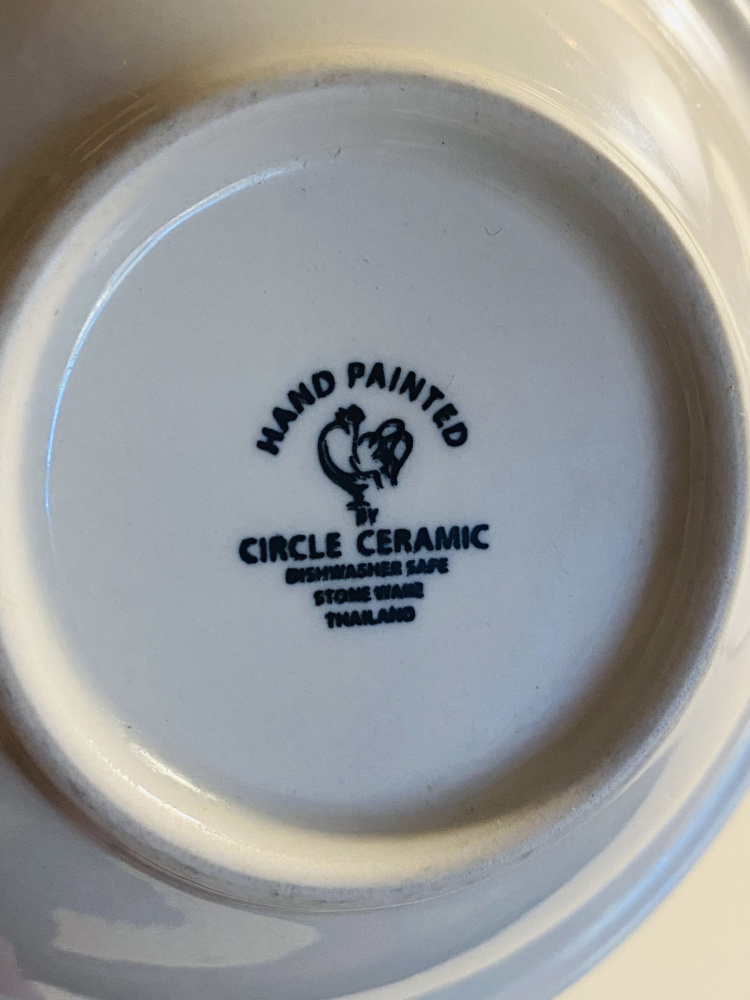 HAND PAINTED
BY
CIRCLE CERAMIC
DISHWASHER SAFE
STONE WARE
THAILAND